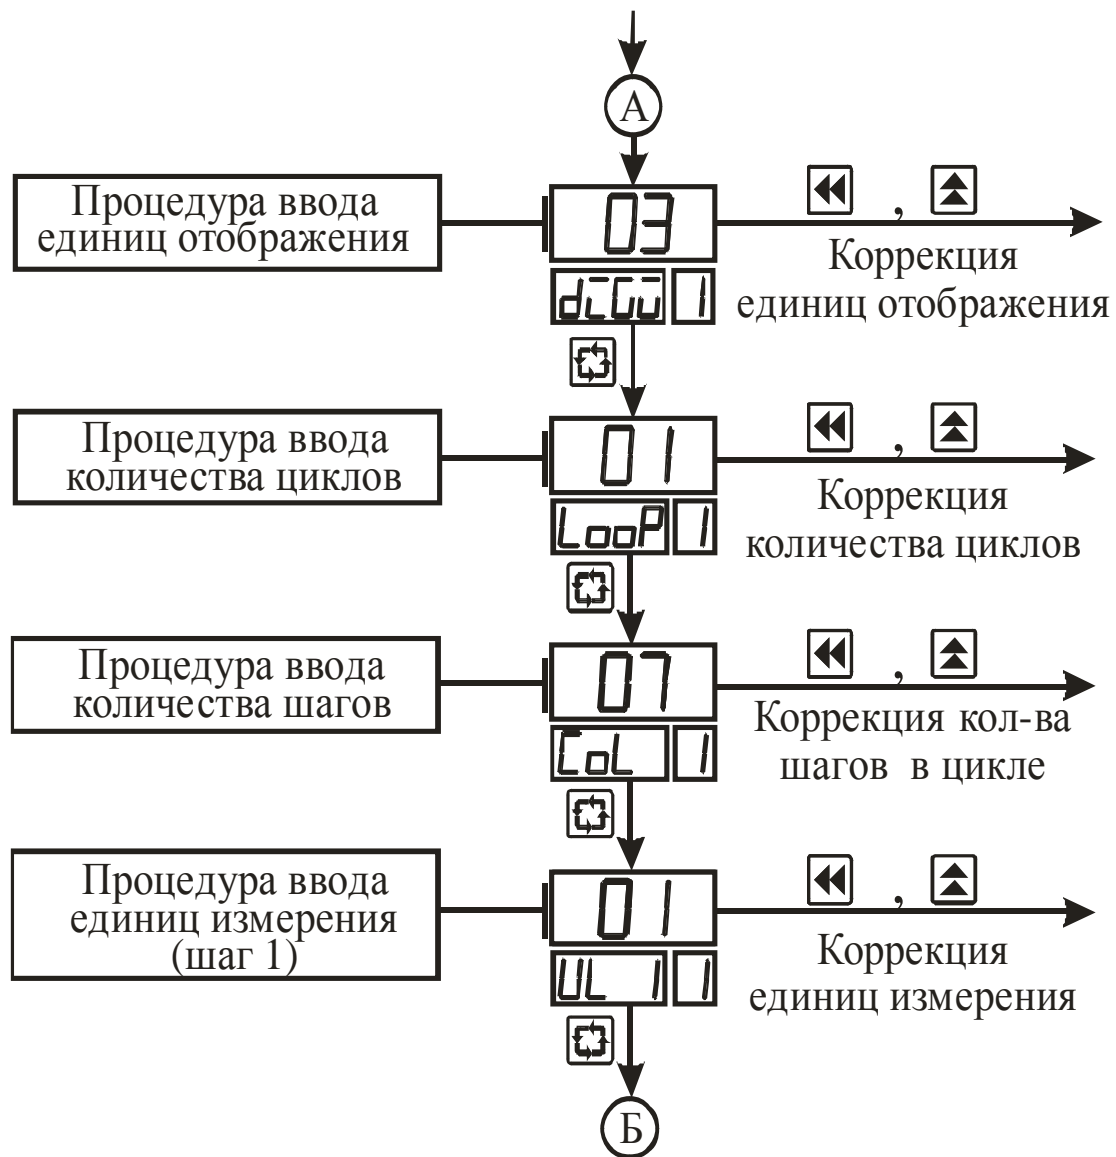 А
Процедура ввода
единиц отображения
03
,
Коррекция
единиц отображения
1
Процедура ввода
количества циклов
01
,
Коррекция
количества циклов
LooP 1
Процедура ввода
количества шагов
07
,
Коррекция кол-ва
шагов в цикле
CoL 1
Процедура ввода
единиц измерения
(шаг 1)
01
,
Коррекция
единиц измерения
UL 1 1
Б